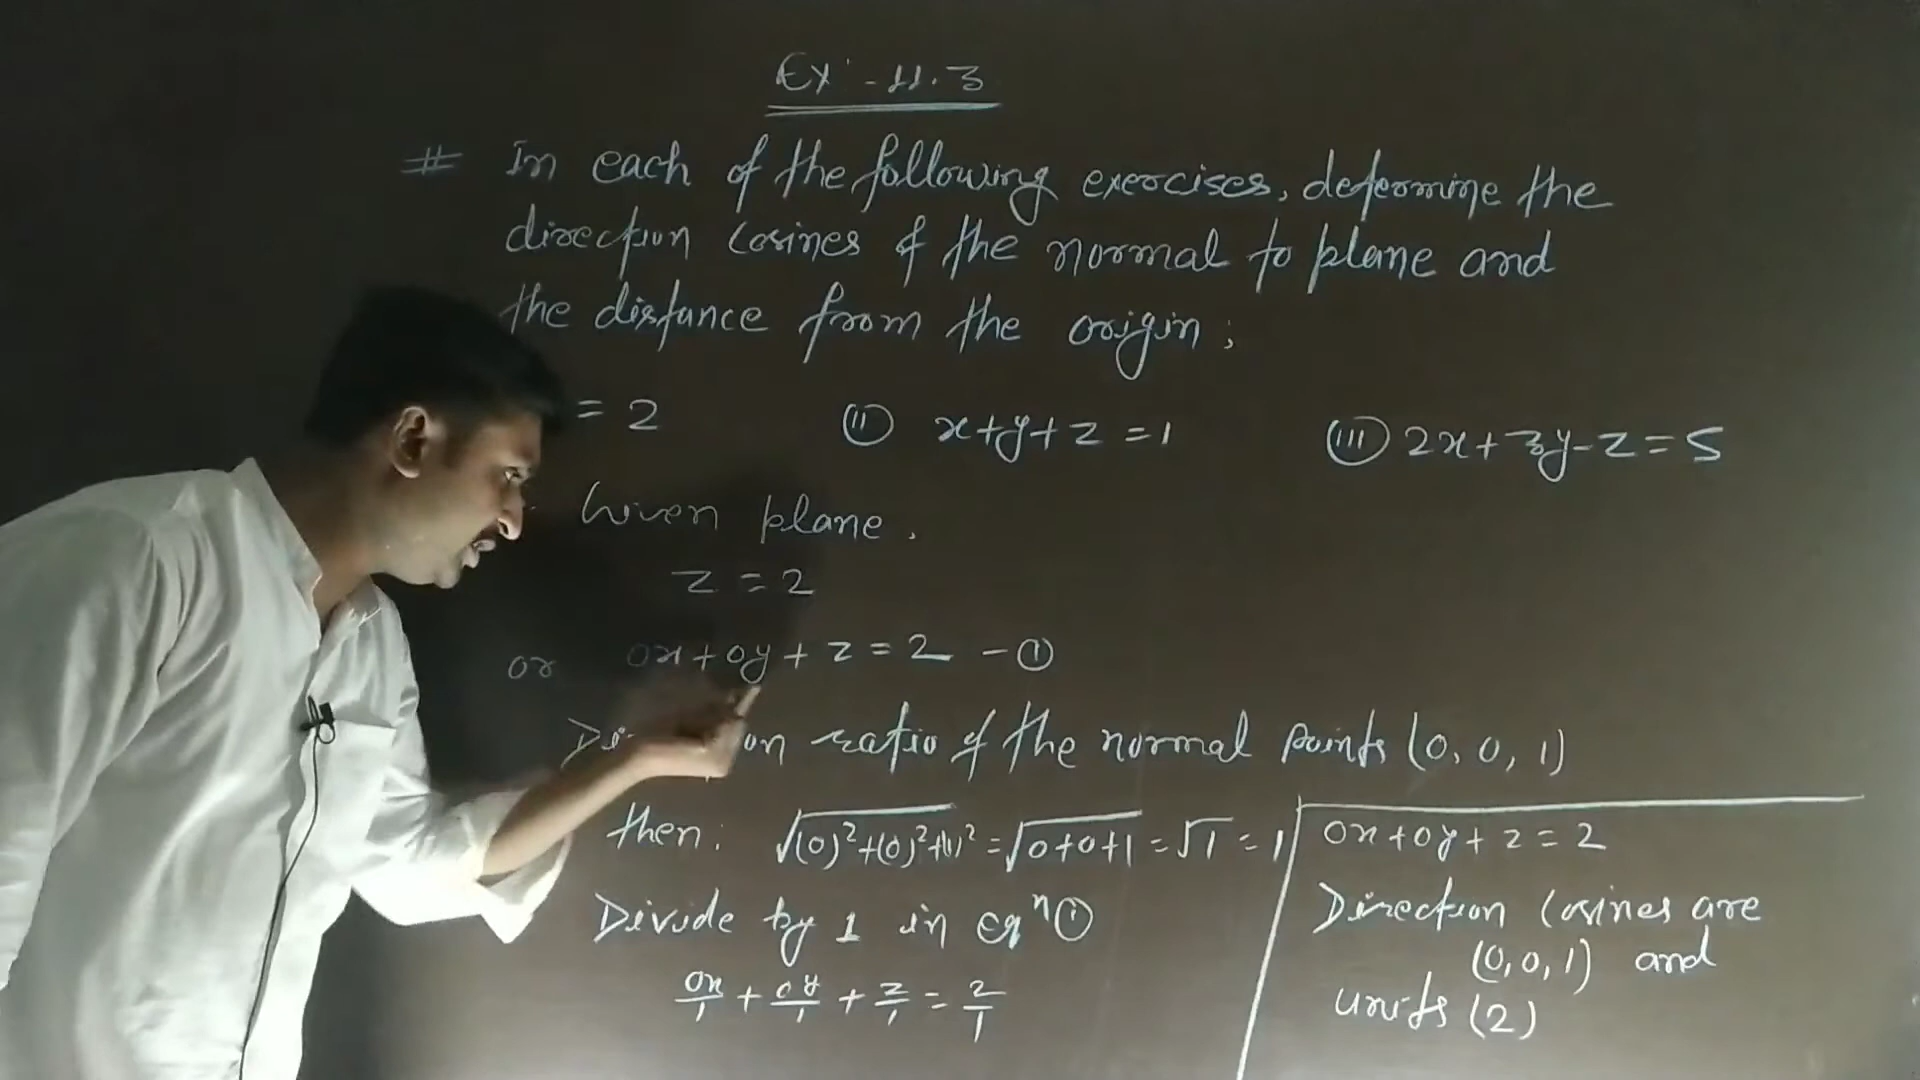 Ex - 11.3
# In each of the following exercises, determine the
direction cosines of the normal to plane and
the distance from the origin;
= 2 (ii) x+y+z=1 (iii) 2x+3y-z=5
Given plane.
z = 2
or 0x+0y+z=2 -①
ratio of the normal points (0, 0, 1)
then: √(0)²+(0)²+(1)² = √0+0+1 = √1 = 1
Divide by 1 in eqⁿ①
0x/1 + 0y/1 + z/1 = 2/1
0x+0y+z=2
Direction cosines are
(0,0,1) and
units (2)